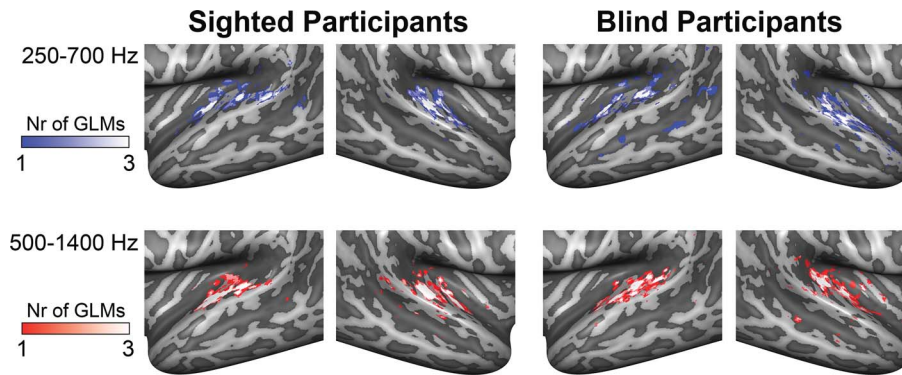 Sighted Participants
Blind Participants
250-700 Hz
Nr of GLMs
1 3
500-1400 Hz
Nr of GLMs
1 3